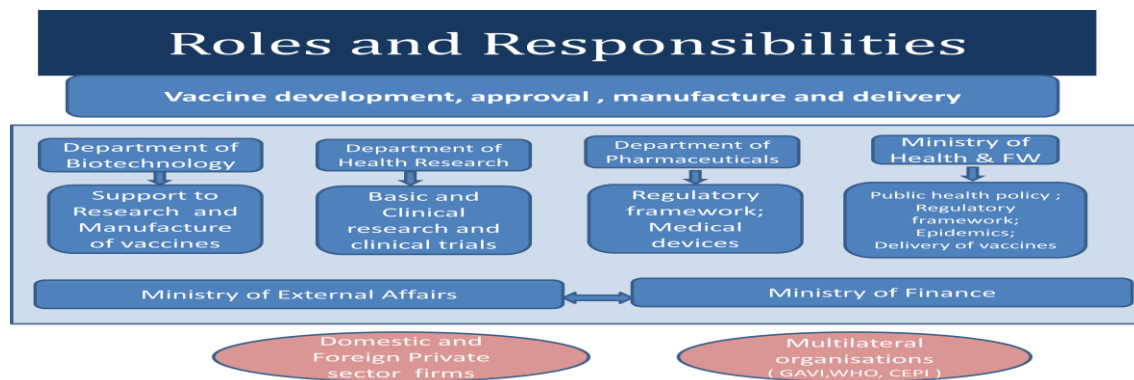 Roles and Responsibilities
Vaccine development, approval , manufacture and delivery
Department of
Biotechnology
Department of
Health Research
Department of
Pharmaceuticals
Ministry of
Health & FW
Support to
Research and
Manufacture
of vaccines
Basic and
Clinical
research and
clinical trials
Regulatory
framework;
Medical
devices
Public health policy ;
Regulatory
framework;
Epidemics;
Delivery of vaccines
Ministry of External Affairs
Ministry of Finance
Domestic and
Foreign Private
sector firms
Multilateral
organisations
( GAVI,WHO, CEPI )